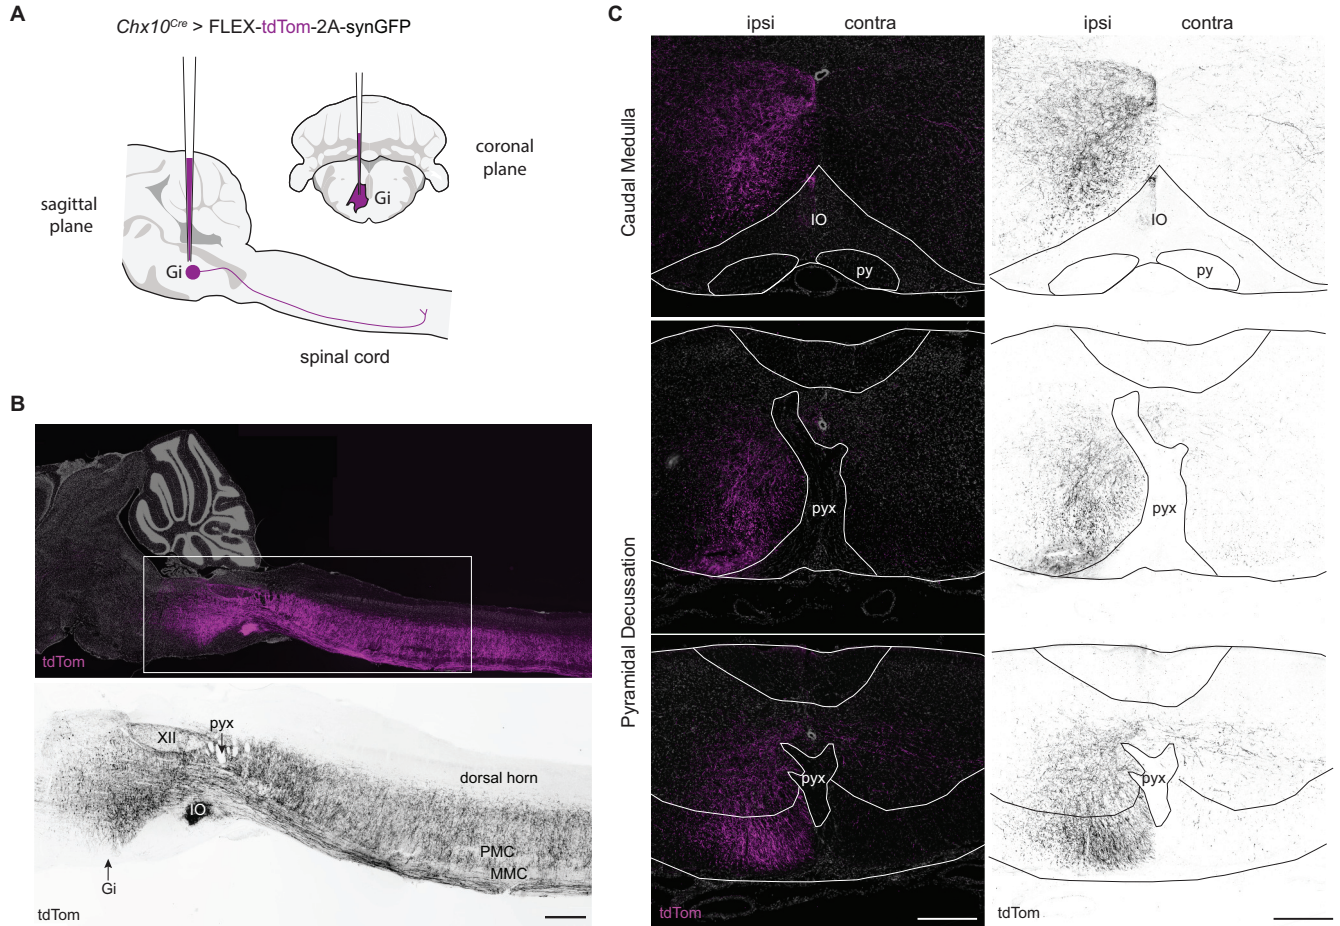 A
Chx10Cre > FLEX-tdTom-2A-synGFP
sagittal
plane
coronal
plane
Gi
Gi
spinal cord
B
tdTom
XII
pyx
IO
dorsal horn
PMC
MMC
Gi
tdTom
C
ipsi
contra
ipsi
contra
Caudal Medulla
IO
py
IO
py
Pyramidal Decussation
pyx
pyx
pyx
pyx
tdTom
tdTom